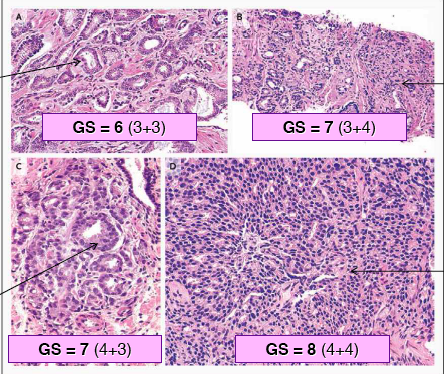 A
B
GS = 6 (3+3)
GS = 7 (3+4)
C
D
GS = 7 (4+3)
GS = 8 (4+4)